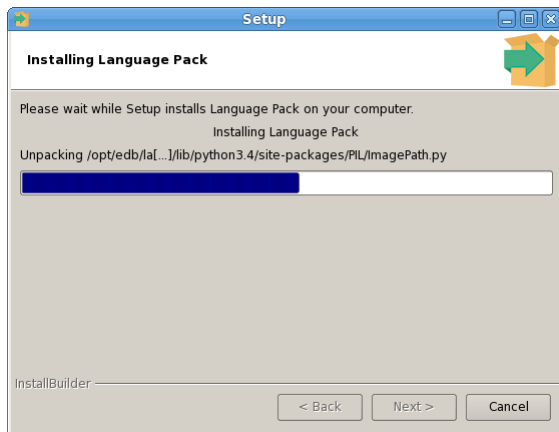 Setup
Installing Language Pack
Please wait while Setup installs Language Pack on your computer.
Installing Language Pack
Unpacking /opt/edb/la[...]/lib/python3.4/site-packages/PIL/ImagePath.py
InstallBuilder
< Back Next > Cancel